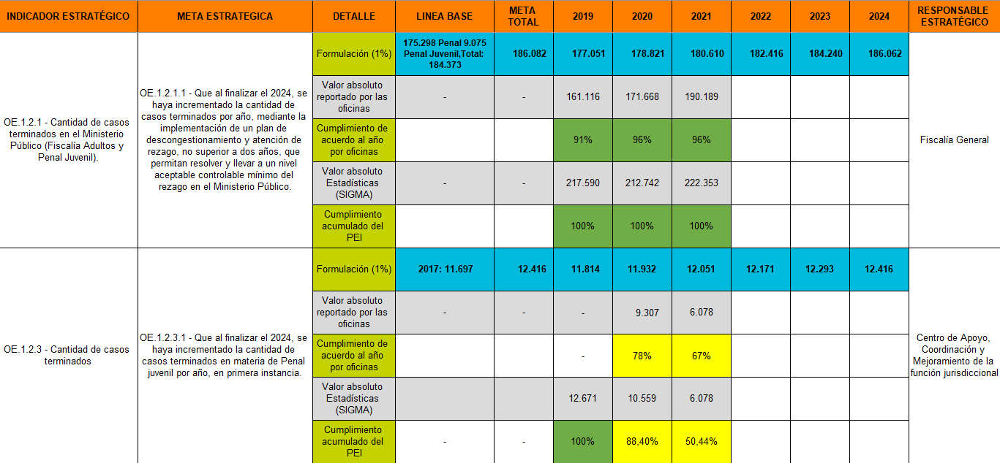 INDICADOR ESTRATÉGICO
META ESTRATEGICA
DETALLE
LINEA BASE
META
TOTAL
2019
2020
2021
2022
2023
2024
RESPONSABLE
ESTRATÉGICO
OE.1.2.1 - Cantidad de casos
terminados en el Ministerio
Público (Fiscalía Adultos y
Penal Juvenil).
OE.1.2.1.1 - Que al finalizar el 2024, se
haya incrementado la cantidad de
casos terminados por año, mediante la
implementación de un plan de
descongestionamiento y atención de
rezago, no superior a dos años, que
permitan resolver y llevar a un nivel
aceptable controlable mínimo del
rezago en el Ministerio Público.
Formulación (1%)
175.298 Penal 9.075
Penal Juvenil,Total:
184.373
186.082
177.051
178.821
180.610
182.416
184.240
186.062
Valor absoluto
reportado por las
oficinas
-
-
161.116
171.668
190.189
Cumplimiento de
acuerdo al año
por oficinas
91%
96%
96%
Valor absoluto
Estadísticas
(SIGMA)
-
-
217.590
212.742
222.353
Cumplimiento
acumulado del
PEI
100%
100%
100%
Fiscalía General
OE.1.2.3 - Cantidad de casos
terminados
OE.1.2.3.1 - Que al finalizar el 2024, se
haya incrementado la cantidad de
casos terminados en materia de Penal
juvenil por año, en primera instancia.
Formulación (1%)
2017: 11.697
12.416
11.814
11.932
12.051
12.171
12.293
12.416
Valor absoluto
reportado por las
oficinas
-
-
-
9.307
6.078
Cumplimiento de
acuerdo al año
por oficinas
-
78%
67%
Valor absoluto
Estadísticas
(SIGMA)
12.671
10.559
6.078
Cumplimiento
acumulado del
PEI
-
-
100%
88,40%
50,44%
Centro de Apoyo,
Coordinación y
Mejoramiento de la
función jurisdiccional